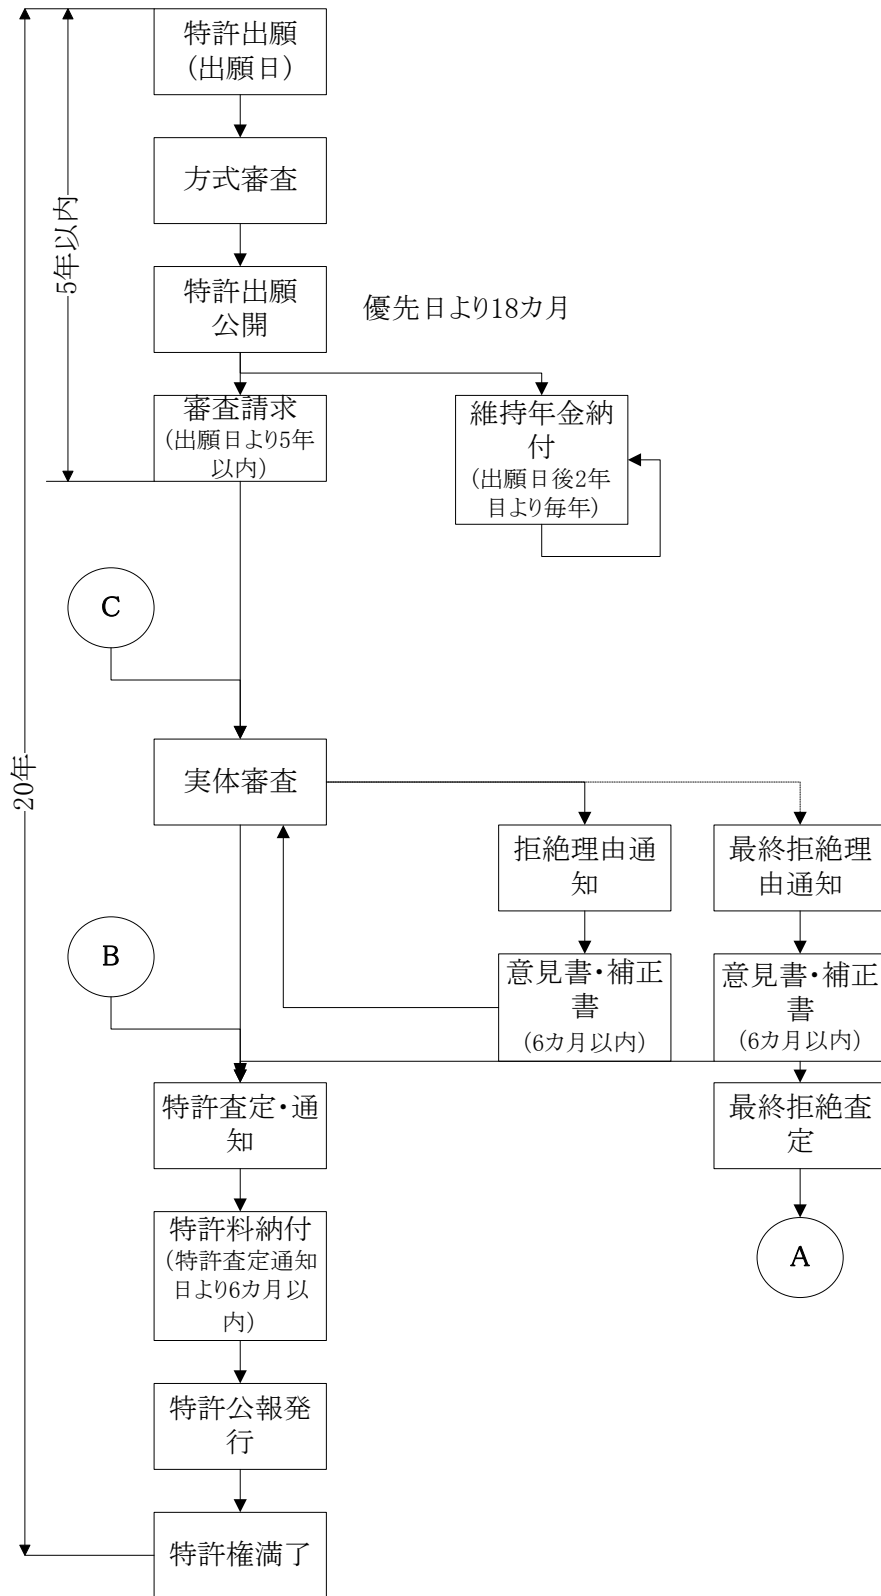 特許出願
（出願日）
方式審査
5年以内
特許出願
公開
優先日より18カ月
審査請求
（出願日より5年
以内）
維持年金納
付
（出願日後2年
目より毎年）
C
20年
実体審査
拒絶理由通
知
最終拒絶理
由通知
B
意見書・補正
書
（6カ月以内）
意見書・補正
書
（6カ月以内）
特許査定・通
知
最終拒絶査
定
特許料納付
（特許査定通知
日より6カ月以
内）
A
特許公報発
行
特許権満了